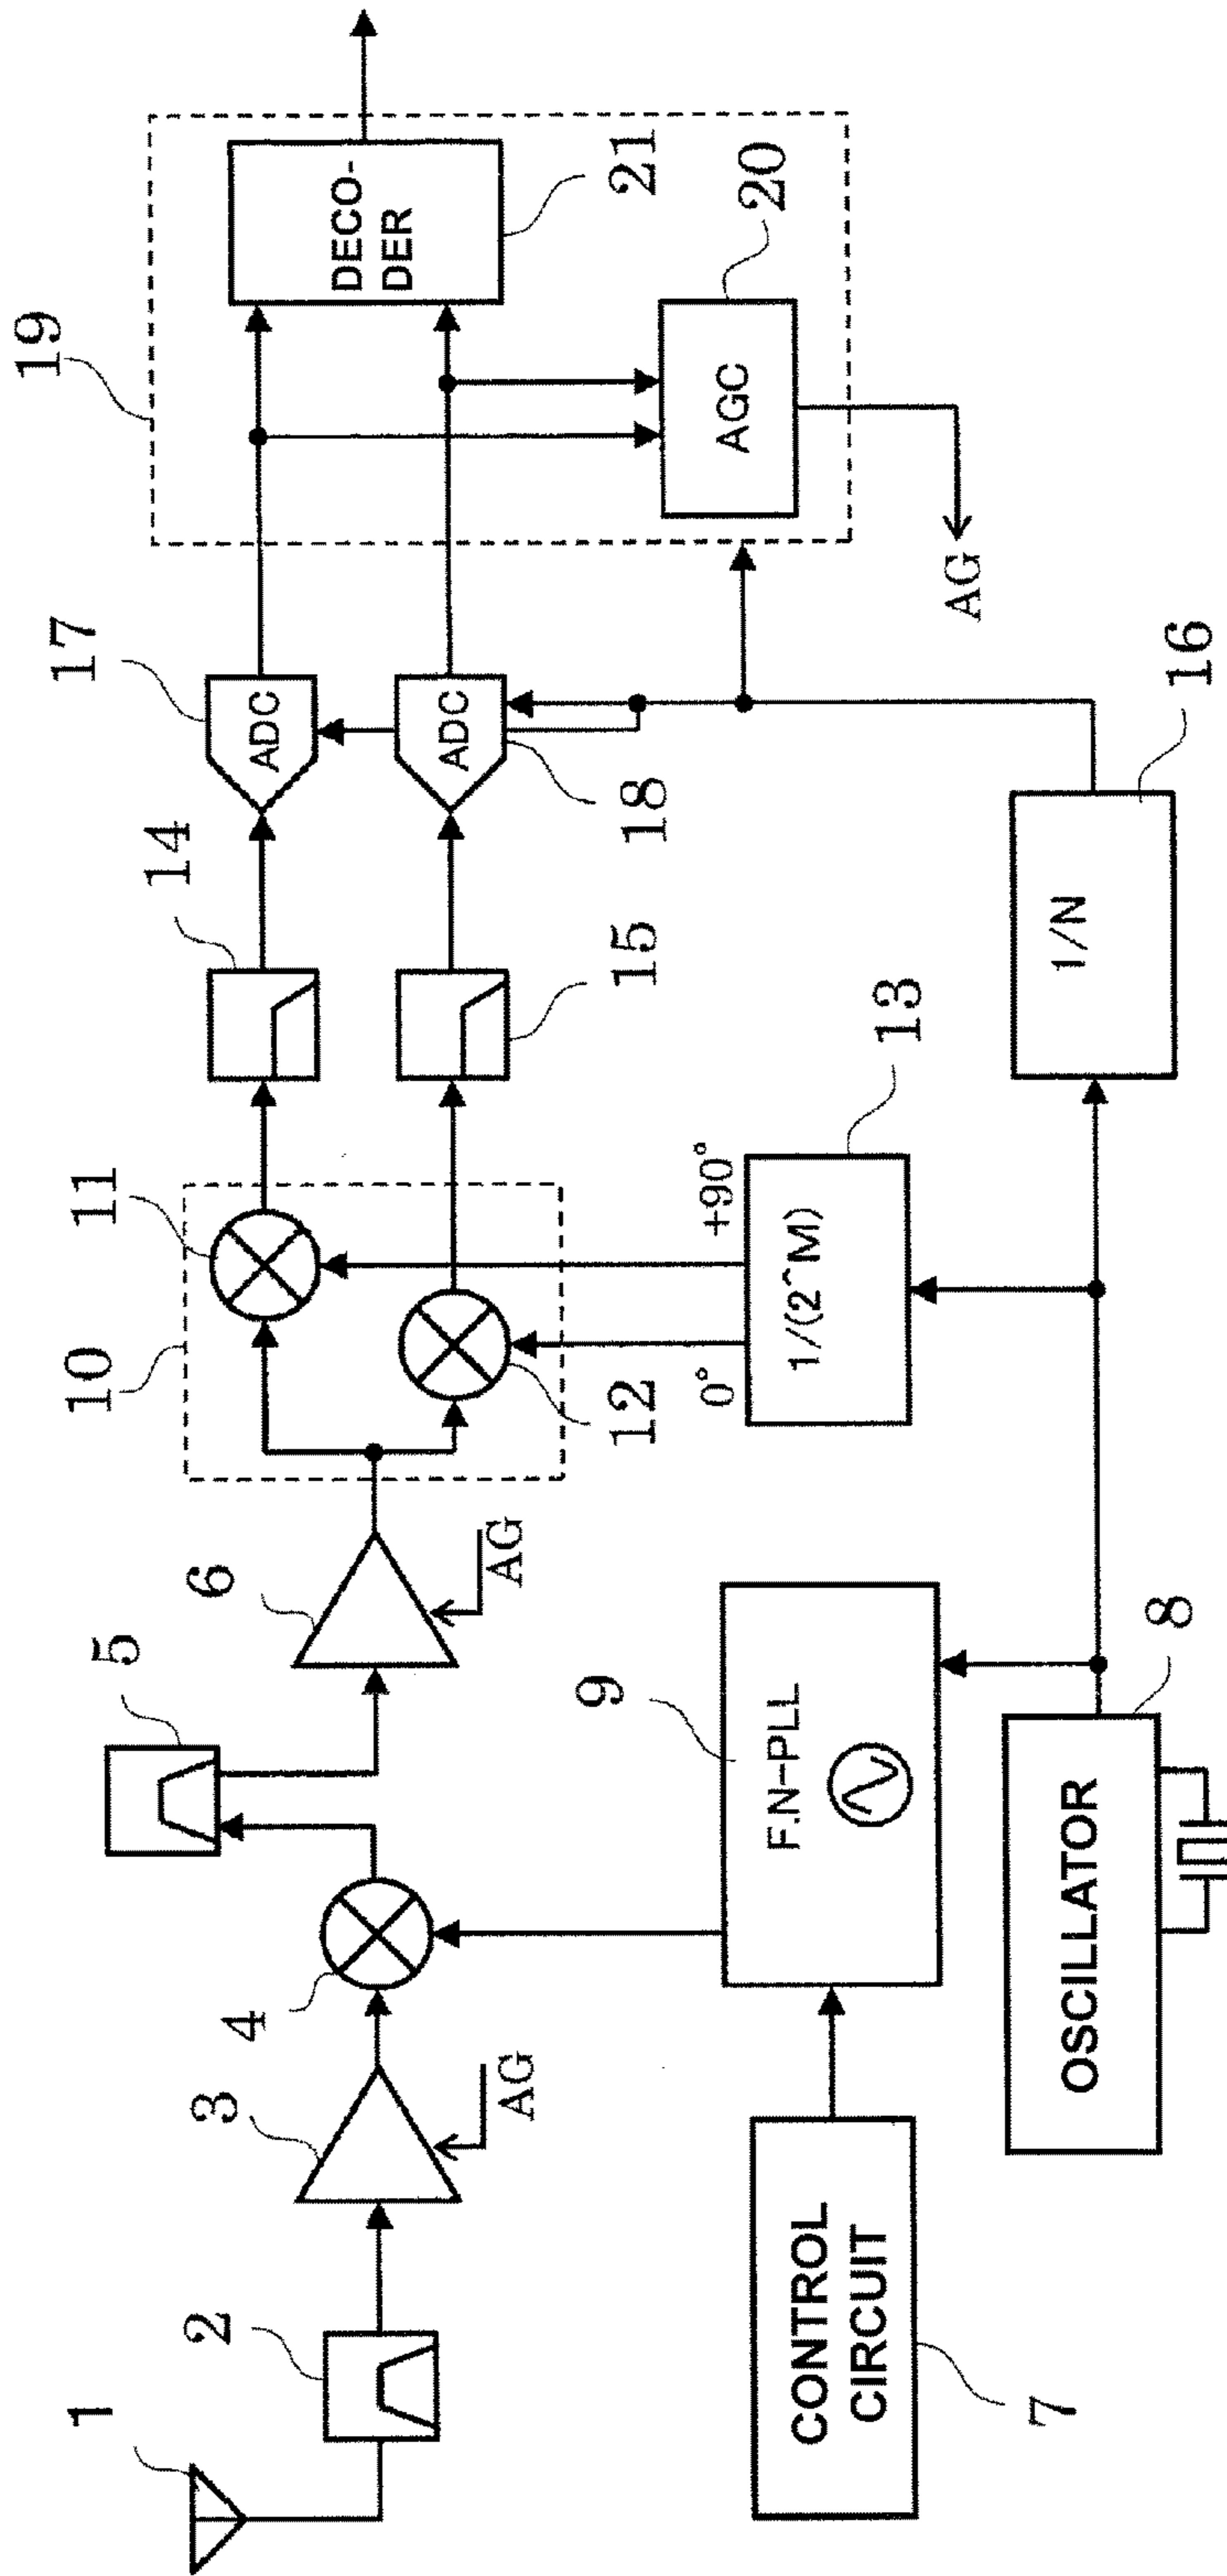 1
2
3
AG
4
5
6
AG
10
11
12
14
15
17
ADC
ADC
18
19
DECO-
DER
21
AGC
20
AG
CONTROL
CIRCUIT
7
F.N-PLL
9
OSCILLATOR
8
0°
+90°
1/(2^M)
13
1/N
16